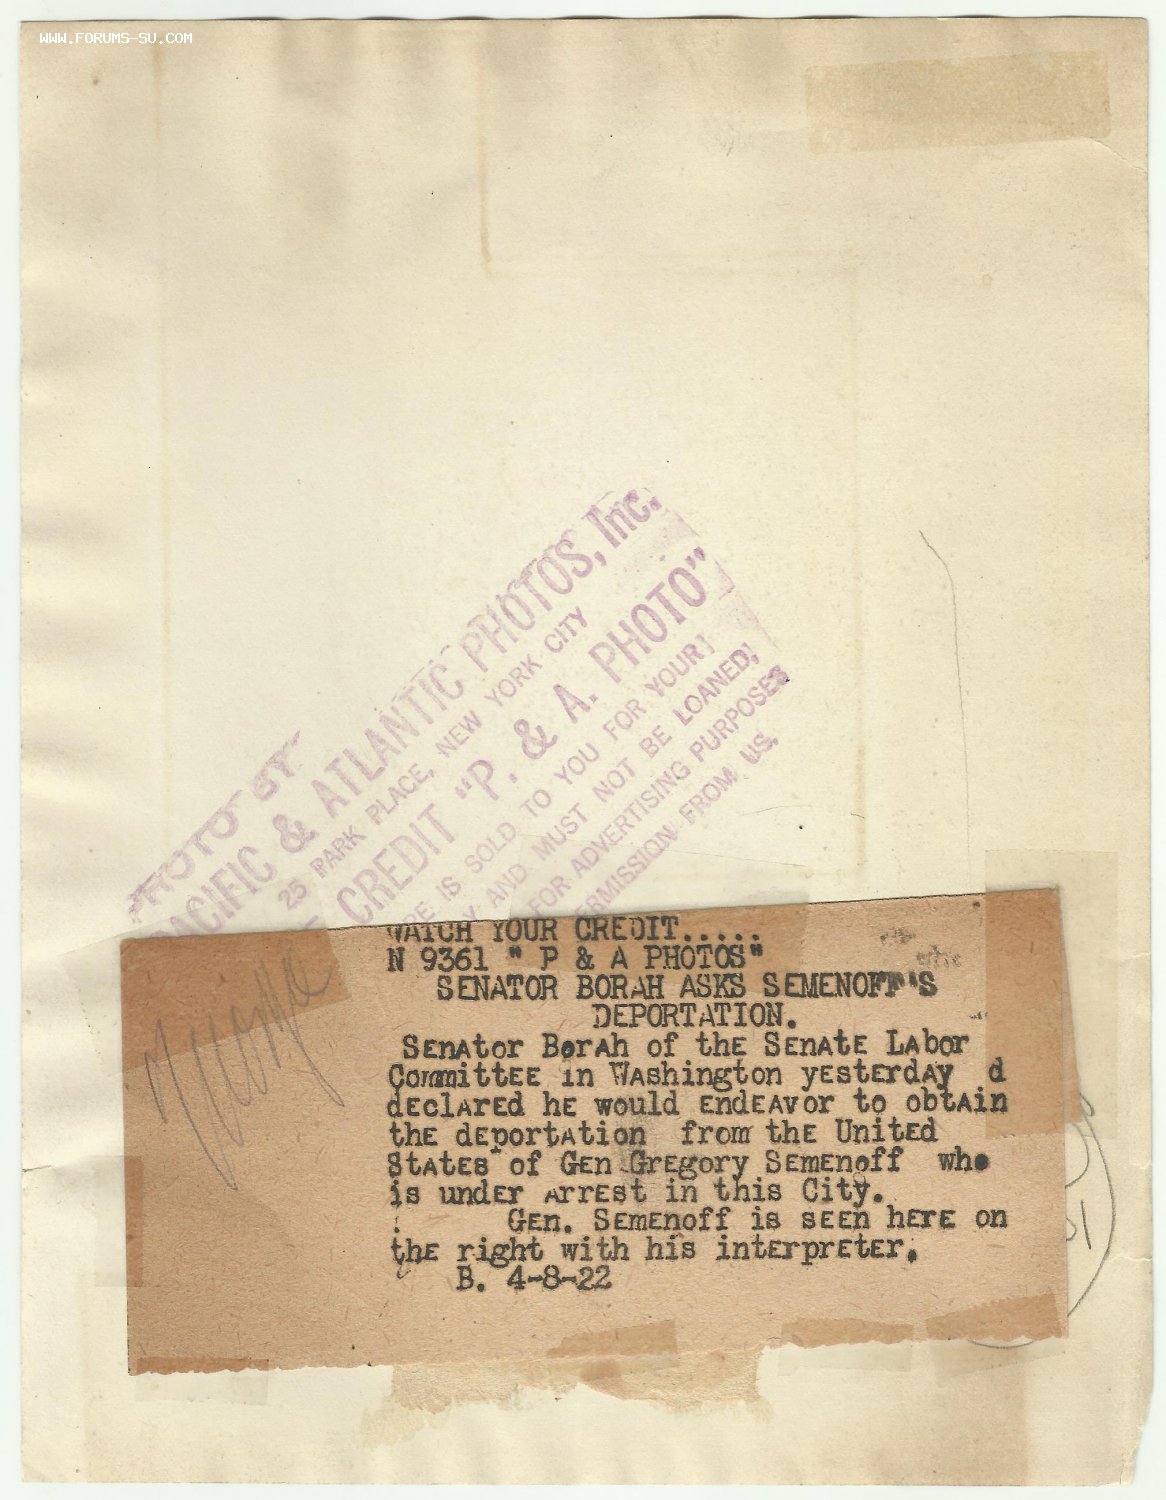 WWW.FORUMS-SU.COM
PHOTO BY
PACIFIC & ATLANTIC PHOTOS, Inc.
25 PARK PLACE, NEW YORK CITY
CREDIT "P. & A. PHOTO"
IS SOLD TO YOU FOR YOUR
AND MUST NOT BE LOANED,
FOR ADVERTISING PURPOSES
PERMISSION FROM US.
WATCH YOUR CREDIT.....
N 9361 " P & A PHOTOS"
SENATOR BORAH ASKS SEMENOFF'S
DEPORTATION.
Senator Borah of the Senate Labor
Committee in Washington yesterday d
declared he would endeavor to obtain
the deportation from the United
States of Gen Gregory Semenoff who
is under arrest in this City.
Gen. Semenoff is seen here on
the right with his interpreter.
B. 4-8-22